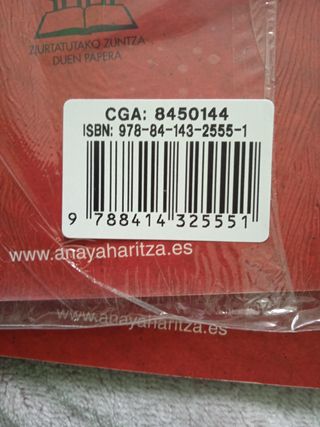 ZIURTATUTAKO ZUNTZA
DUEN PAPERA
CGA: 8450144
ISBN: 978-84-143-2555-1
9 788414 325551
www.anayaharitza.es
www.anayaharitza.es